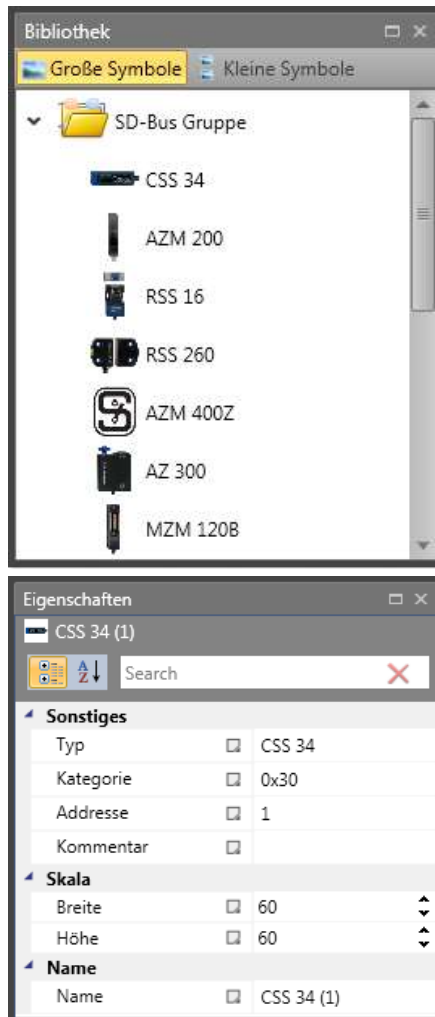 Bibliothek
Große Symbole Kleine Symbole
SD-Bus Gruppe
CSS 34
AZM 200
RSS 16
RSS 260
AZM 400Z
AZ 300
MZM 120B
Eigenschaften
CSS 34 (1)
Search
Sonstiges
Typ CSS 34
Kategorie 0x30
Addresse 1
Kommentar
Skala
Breite 60
Höhe 60
Name
Name CSS 34 (1)